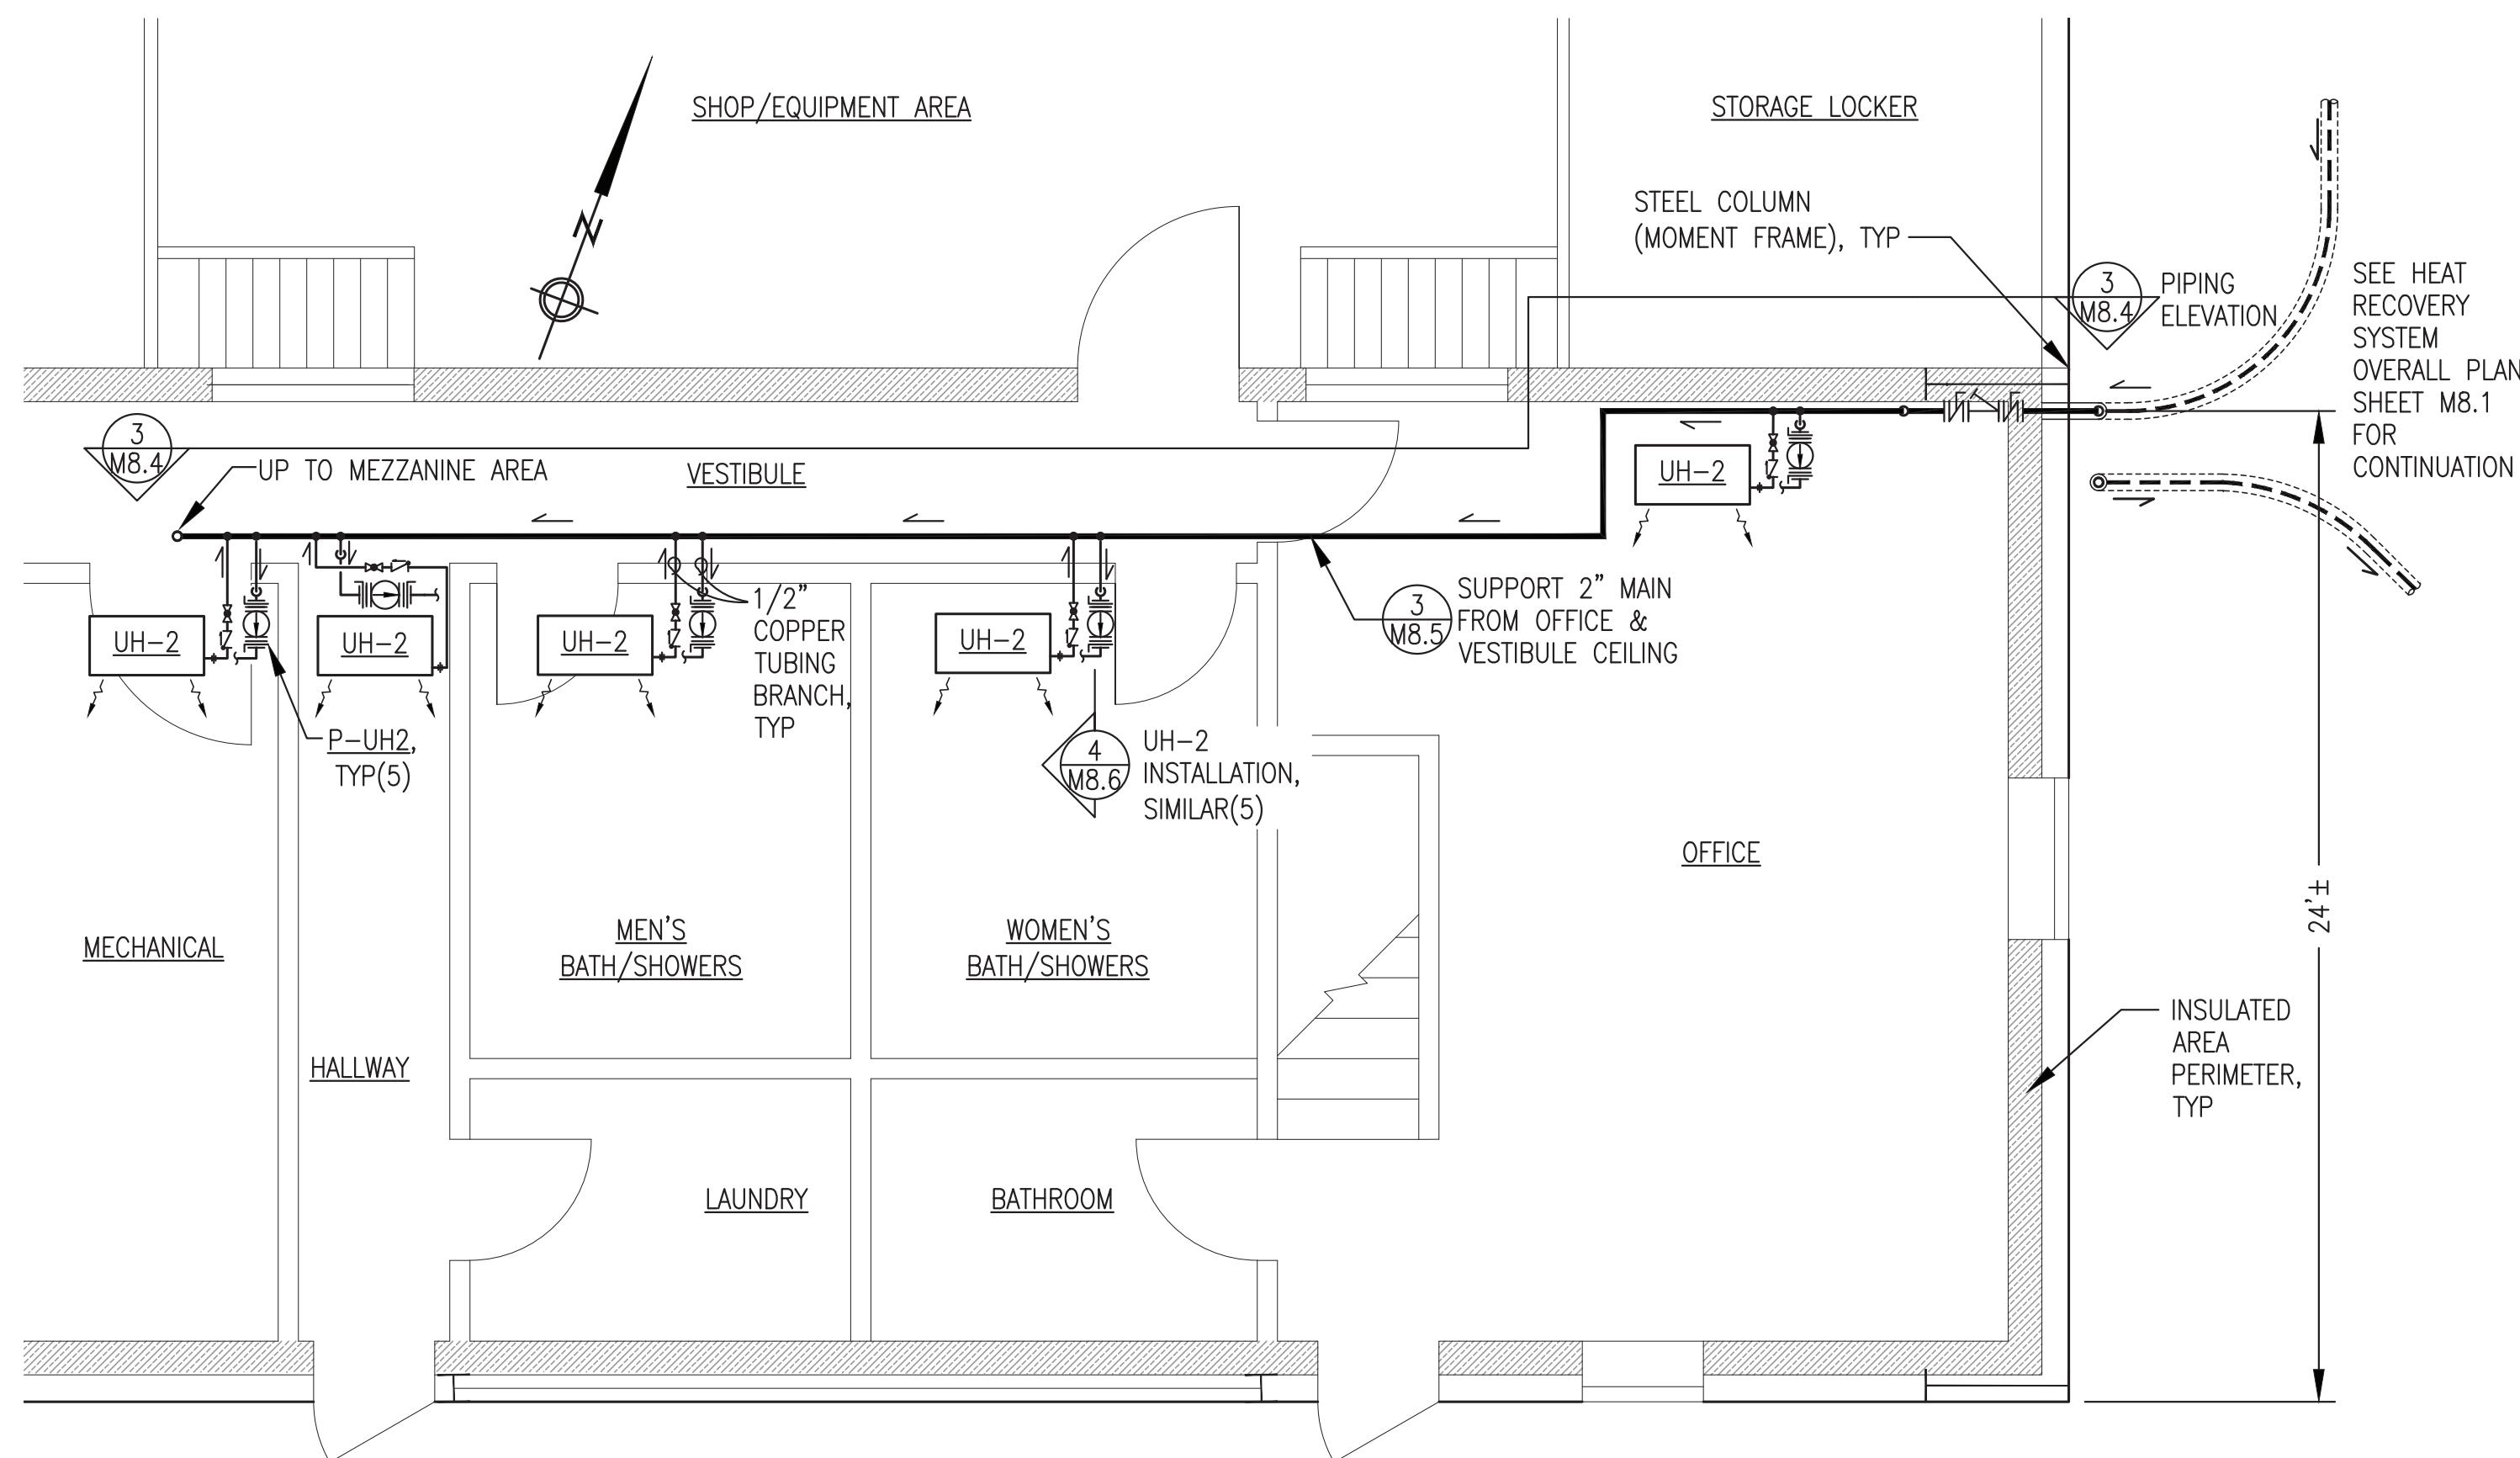 SHOP/EQUIPMENT AREA
STORAGE LOCKER
N
STEEL COLUMN
(MOMENT FRAME), TYP
3
M8.4
PIPING
ELEVATION
SEE HEAT
RECOVERY
SYSTEM
OVERALL PLAN
SHEET M8.1
FOR
CONTINUATION
3
M8.4
UP TO MEZZANINE AREA
VESTIBULE
UH-2
3
M8.5
SUPPORT 2" MAIN
FROM OFFICE &
VESTIBULE CEILING
UH-2
UH-2
UH-2
UH-2
1/2"
COPPER
TUBING
BRANCH,
TYP
P-UH2,
TYP(5)
4
M8.6
UH-2
INSTALLATION,
SIMILAR(5)
OFFICE
24'±
MECHANICAL
MEN'S
BATH/SHOWERS
WOMEN'S
BATH/SHOWERS
INSULATED
AREA
PERIMETER,
TYP
HALLWAY
LAUNDRY
BATHROOM